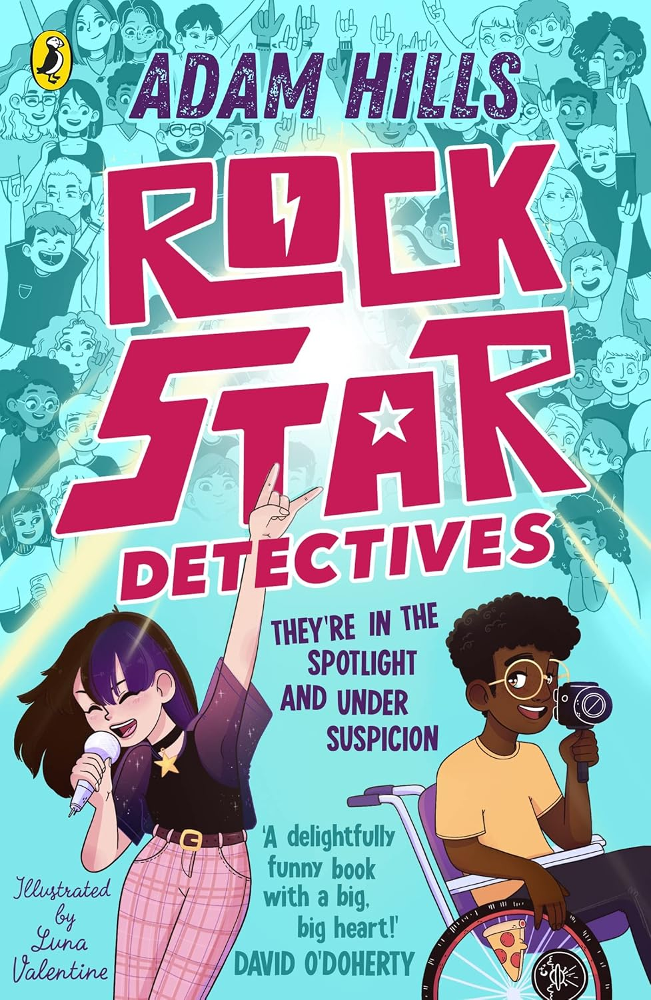 ADAM HILLS
ROCK
STAR
DETECTIVES
THEY'RE IN THE
SPOTLIGHT
AND UNDER
SUSPICION
'A delightfully
funny book
with a big,
big heart!'
DAVID O'DOHERTY
Illustrated
by
Luna
Valentine